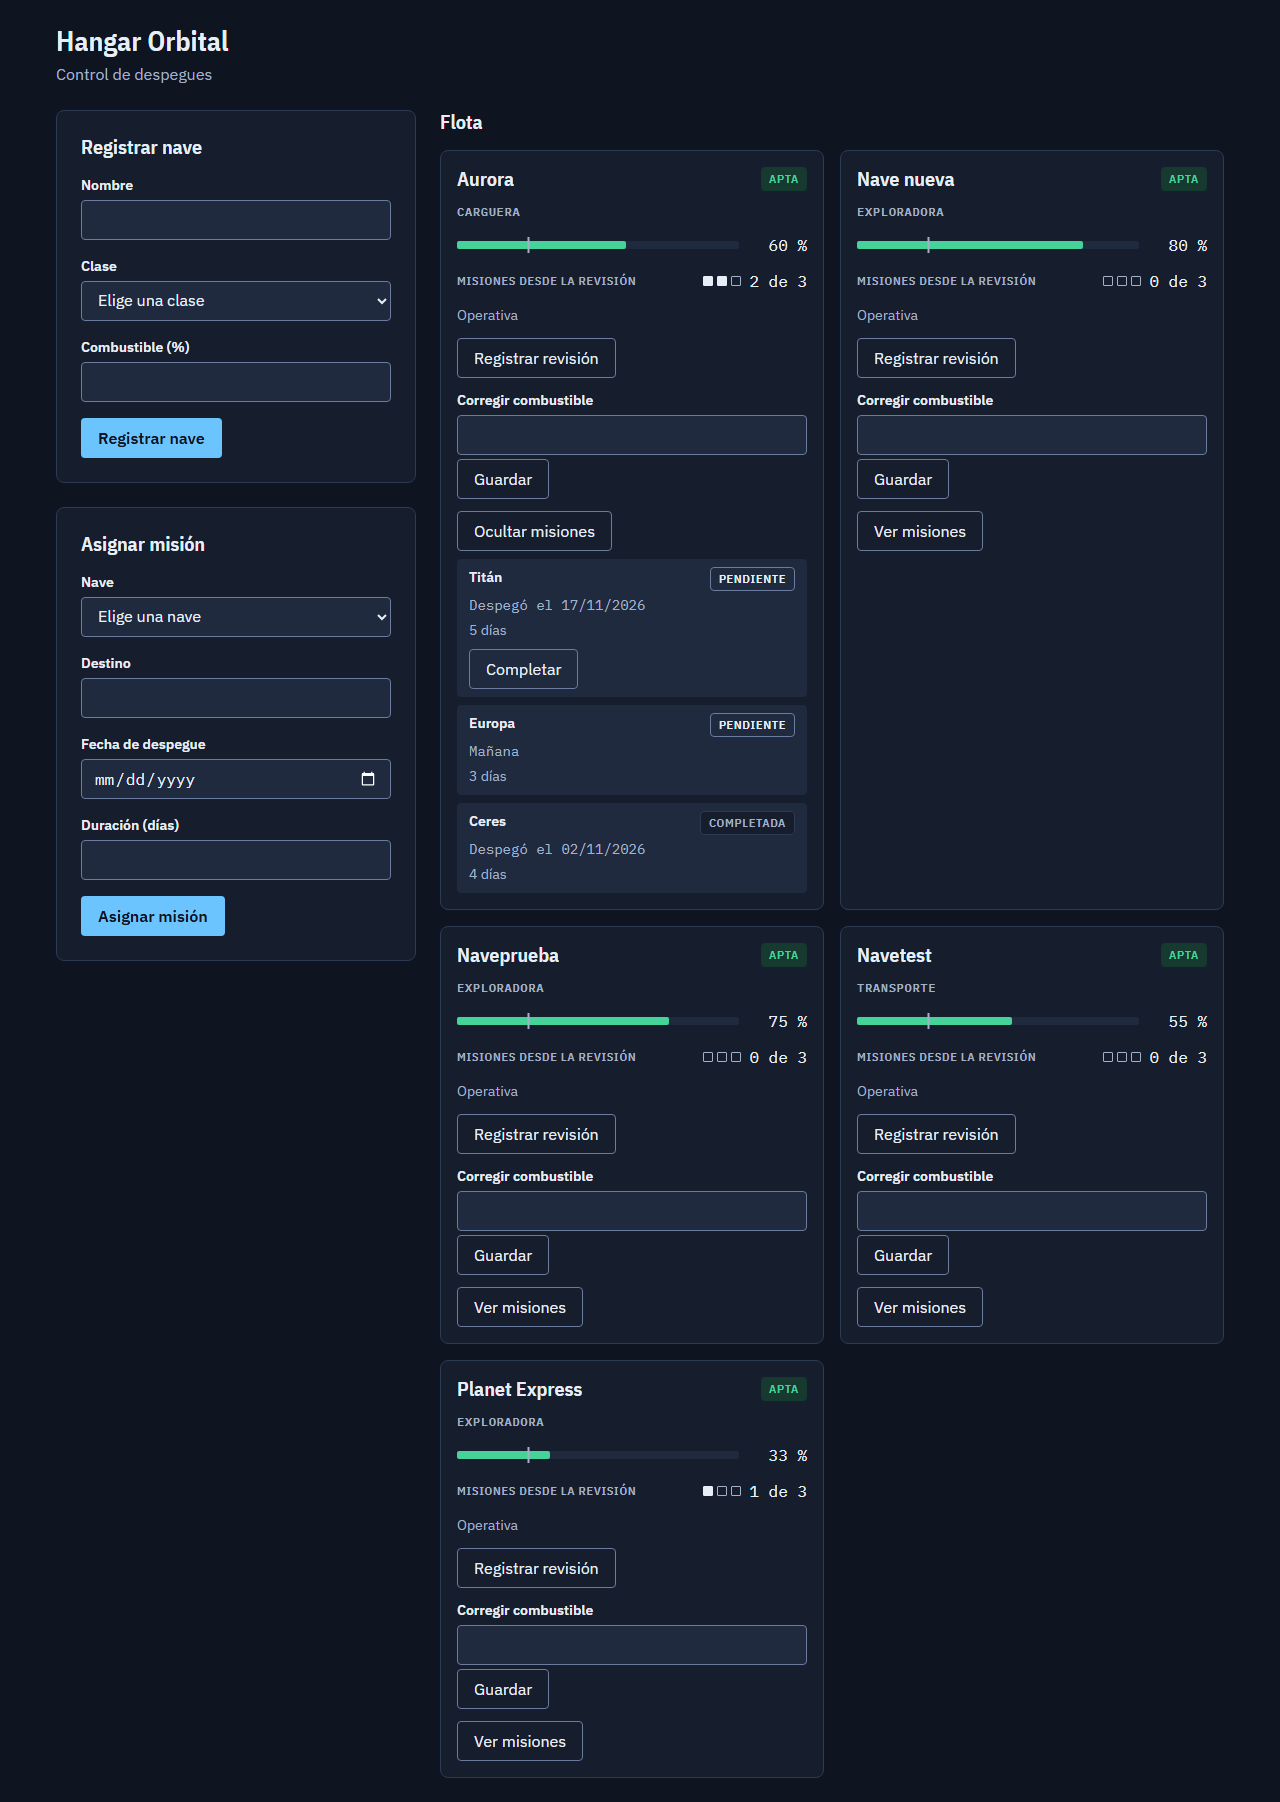 Hangar Orbital
Control de despegues
Registrar nave
Nombre
Clase
Elige una clase
Combustible (%)
Registrar nave
Asignar misión
Nave
Elige una nave
Destino
Fecha de despegue
mm/dd/yyyy
Duración (días)
Asignar misión
Flota
Aurora
APTA
CARGUERA
60 %
MISIONES DESDE LA REVISIÓN
2 de 3
Operativa
Registrar revisión
Corregir combustible
Guardar
Ocultar misiones
Titán
PENDIENTE
Despegó el 17/11/2026
5 días
Completar
Europa
PENDIENTE
Mañana
3 días
Ceres
COMPLETADA
Despegó el 02/11/2026
4 días
Nave nueva
APTA
EXPLORADORA
80 %
MISIONES DESDE LA REVISIÓN
0 de 3
Operativa
Registrar revisión
Corregir combustible
Guardar
Ver misiones
Naveprueba
APTA
EXPLORADORA
75 %
MISIONES DESDE LA REVISIÓN
0 de 3
Operativa
Registrar revisión
Corregir combustible
Guardar
Ver misiones
Navetest
APTA
TRANSPORTE
55 %
MISIONES DESDE LA REVISIÓN
0 de 3
Operativa
Registrar revisión
Corregir combustible
Guardar
Ver misiones
Planet Express
APTA
EXPLORADORA
33 %
MISIONES DESDE LA REVISIÓN
1 de 3
Operativa
Registrar revisión
Corregir combustible
Guardar
Ver misiones